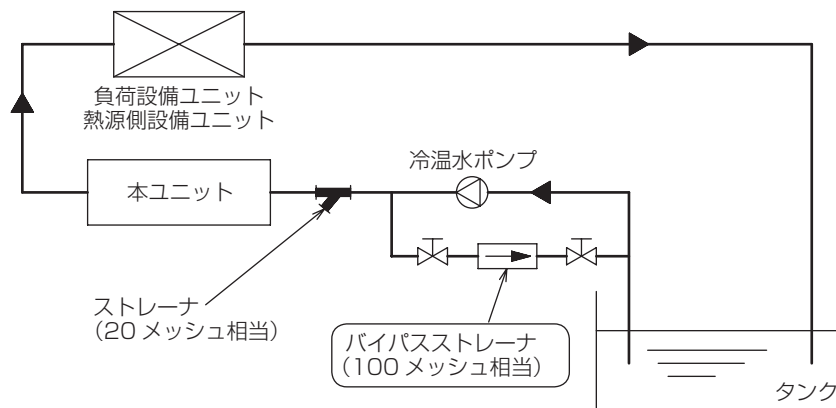 負荷設備ユニット
熱源側設備ユニット
冷温水ポンプ
本ユニット
ストレーナ
（20 メッシュ相当）
バイパスストレーナ
（100 メッシュ相当）
タンク